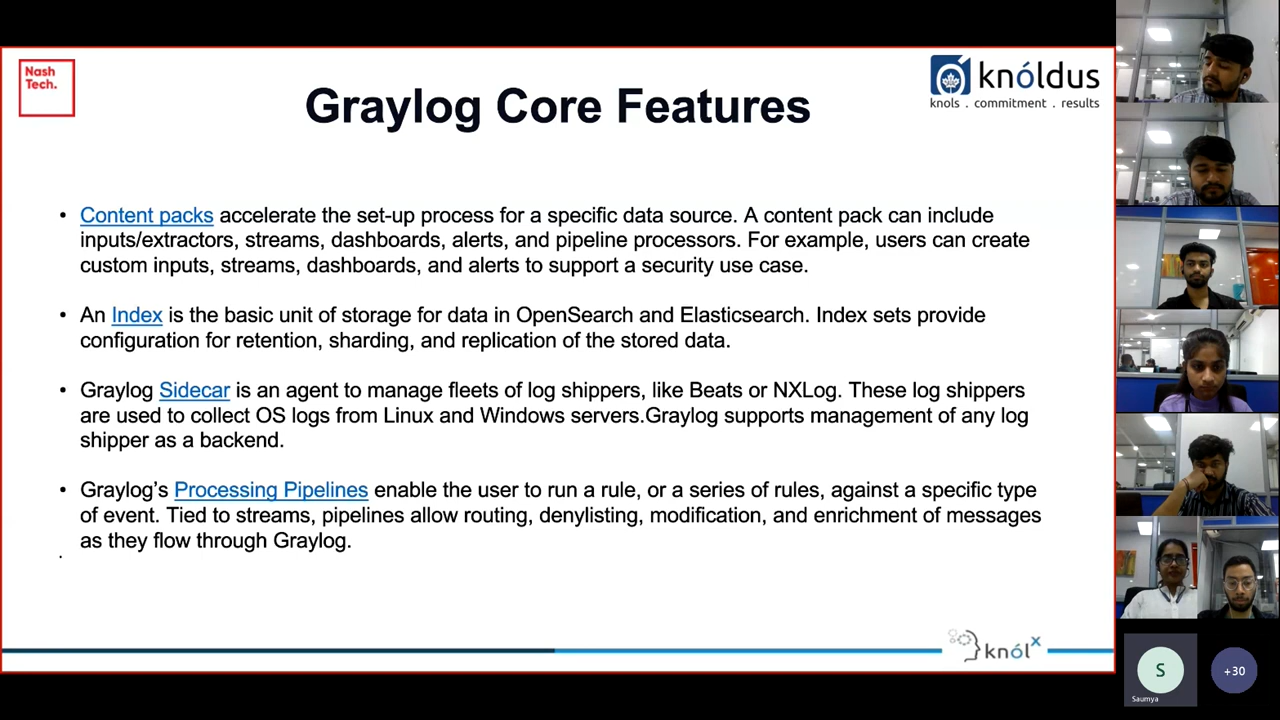 Nash
Tech.
Graylog Core Features
knóldus
knols . commitment . results
• Content packs accelerate the set-up process for a specific data source. A content pack can include
inputs/extractors, streams, dashboards, alerts, and pipeline processors. For example, users can create
custom inputs, streams, dashboards, and alerts to support a security use case.
• An Index is the basic unit of storage for data in OpenSearch and Elasticsearch. Index sets provide
configuration for retention, sharding, and replication of the stored data.
• Graylog Sidecar is an agent to manage fleets of log shippers, like Beats or NXLog. These log shippers
are used to collect OS logs from Linux and Windows servers.Graylog supports management of any log
shipper as a backend.
• Graylog’s Processing Pipelines enable the user to run a rule, or a series of rules, against a specific type
of event. Tied to streams, pipelines allow routing, denylisting, modification, and enrichment of messages
as they flow through Graylog.
knólx
S
Saumya
+30